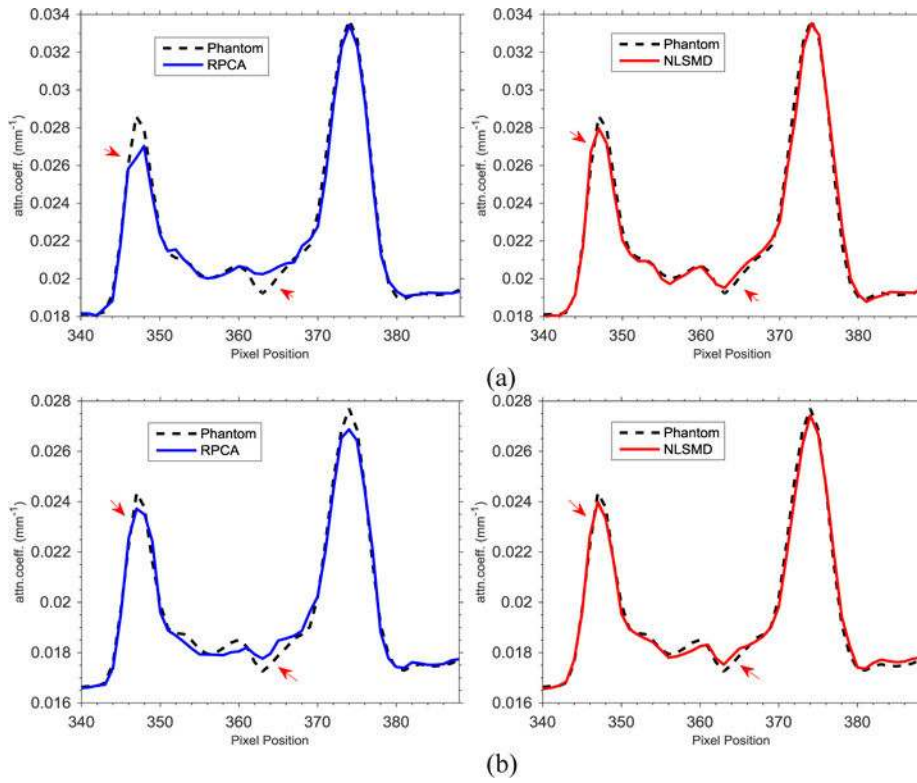 0.034
0.032
0.03
0.028
0.026
0.024
0.022
0.02
0.018
attn.coeff. (mm⁻¹)
Phantom
RPCA
340 350 360 370 380
Pixel Position
0.034
0.032
0.03
0.028
0.026
0.024
0.022
0.02
0.018
attn.coeff. (mm⁻¹)
Phantom
NLSMD
340 350 360 370 380
Pixel Position
(a)
0.028
0.026
0.024
0.022
0.02
0.018
0.016
attn.coeff. (mm⁻¹)
Phantom
RPCA
340 350 360 370 380
Pixel Position
0.028
0.026
0.024
0.022
0.02
0.018
0.016
attn.coeff. (mm⁻¹)
Phantom
NLSMD
340 350 360 370 380
Pixel Position
(b)